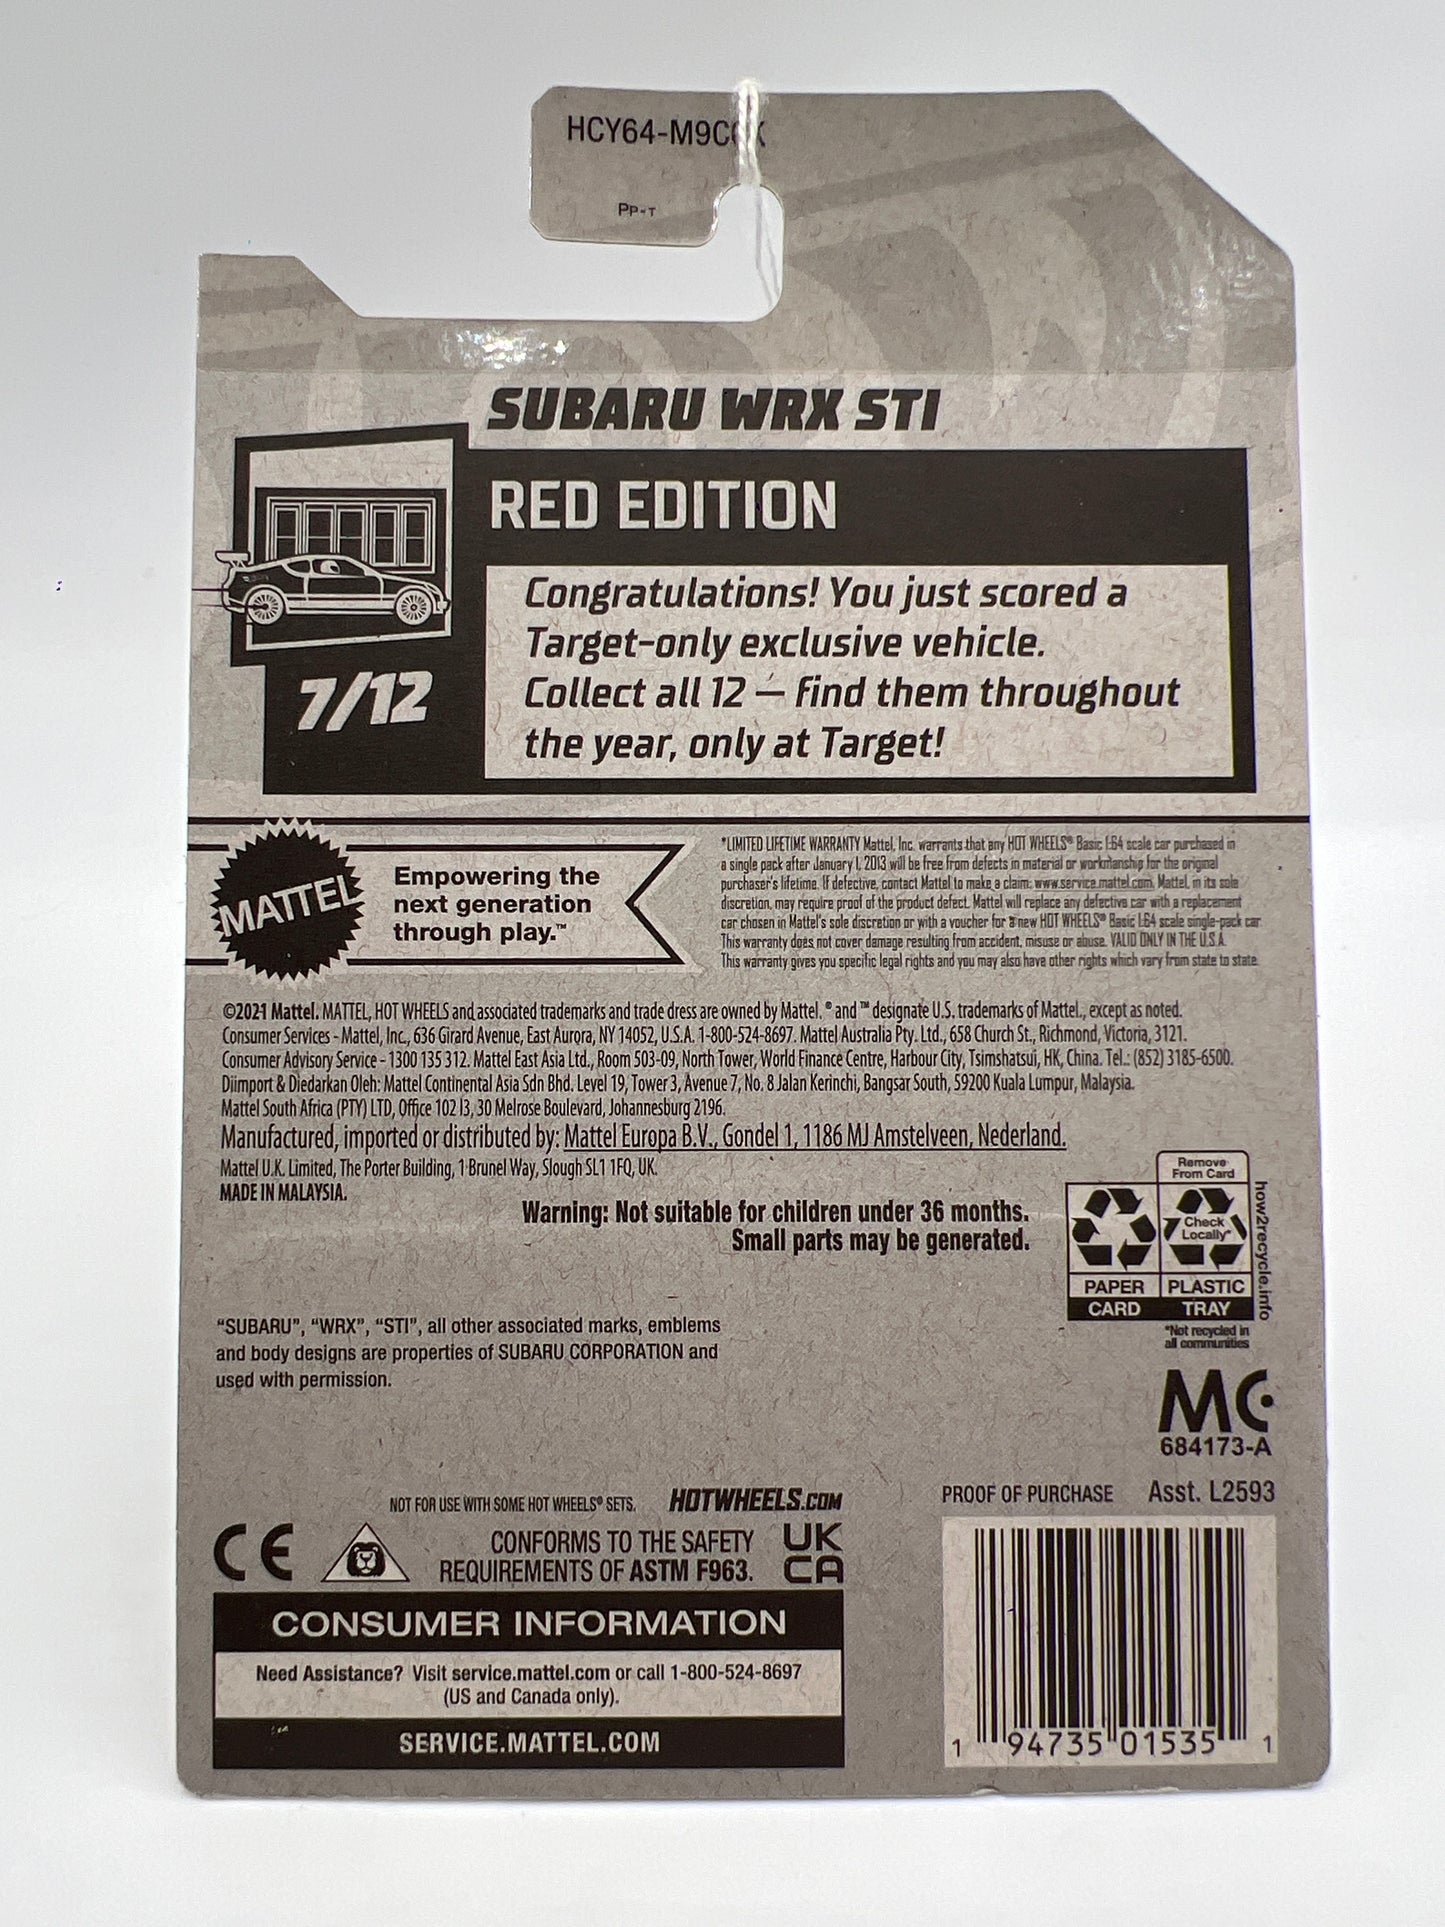 HCY64-M9C
PP-T
SUBARU WRX STI
RED EDITION
Congratulations! You just scored a
Target-only exclusive vehicle.
Collect all 12 – find them throughout
the year, only at Target!
7/12
MATTEL
Empowering the
next generation
through play.™
*LIMITED LIFETIME WARRANTY Mattel, Inc. warrants that any HOT WHEELS® Basic 1:64 scale car purchased in
a single pack after January 1, 2013 will be free from defects in material or workmanship for the original
purchaser's lifetime. If defective, contact Mattel to make a claim: www.service.mattel.com. Mattel, in its sole
discretion, may require proof of the product defect. Mattel will replace any defective car with a replacement
car chosen in Mattel's sole discretion or with a voucher for a new HOT WHEELS® Basic 1:64 scale single-pack car.
This warranty does not cover damage resulting from accident, misuse or abuse. VALID ONLY IN THE U.S.A.
This warranty gives you specific legal rights and you may also have other rights which vary from state to state.
©2021 Mattel. MATTEL, HOT WHEELS and associated trademarks and trade dress are owned by Mattel. ® and ™ designate U.S. trademarks of Mattel., except as noted.
Consumer Services - Mattel, Inc., 636 Girard Avenue, East Aurora, NY 14052, U.S.A. 1-800-524-8697. Mattel Australia Pty. Ltd., 658 Church St., Richmond, Victoria, 3121.
Consumer Advisory Service - 1300 135 312. Mattel East Asia Ltd., Room 503-09, North Tower, World Finance Centre, Harbour City, Tsimshatsui, HK, China. Tel.: (852) 3185-6500.
Diimport & Diedarkan Oleh: Mattel Continental Asia Sdn Bhd. Level 19, Tower 3, Avenue 7, No. 8 Jalan Kerinchi, Bangsar South, 59200 Kuala Lumpur, Malaysia.
Mattel South Africa (PTY) LTD, Office 102 I3, 30 Melrose Boulevard, Johannesburg 2196.
Manufactured, imported or distributed by: Mattel Europa B.V., Gondel 1, 1186 MJ Amstelveen, Nederland.
Mattel U.K. Limited, The Porter Building, 1 Brunel Way, Slough SL1 1FQ, UK.
MADE IN MALAYSIA.
Warning: Not suitable for children under 36 months.
Small parts may be generated.
Remove
From Card
Check
Locally*
PAPER
PLASTIC
CARD
TRAY
how2recycle.info
*Not recycled in
all communities
"SUBARU", "WRX", "STI", all other associated marks, emblems
and body designs are properties of SUBARU CORPORATION and
used with permission.
MC
684173-A
NOT FOR USE WITH SOME HOT WHEELS® SETS.
HOTWHEELS.COM
PROOF OF PURCHASE
Asst. L2593
CE
CONFORMS TO THE SAFETY
REQUIREMENTS OF ASTM F963.
UK
CA
CONSUMER INFORMATION
Need Assistance? Visit service.mattel.com or call 1-800-524-8697
(US and Canada only).
SERVICE.MATTEL.COM
1 94735 01535 1